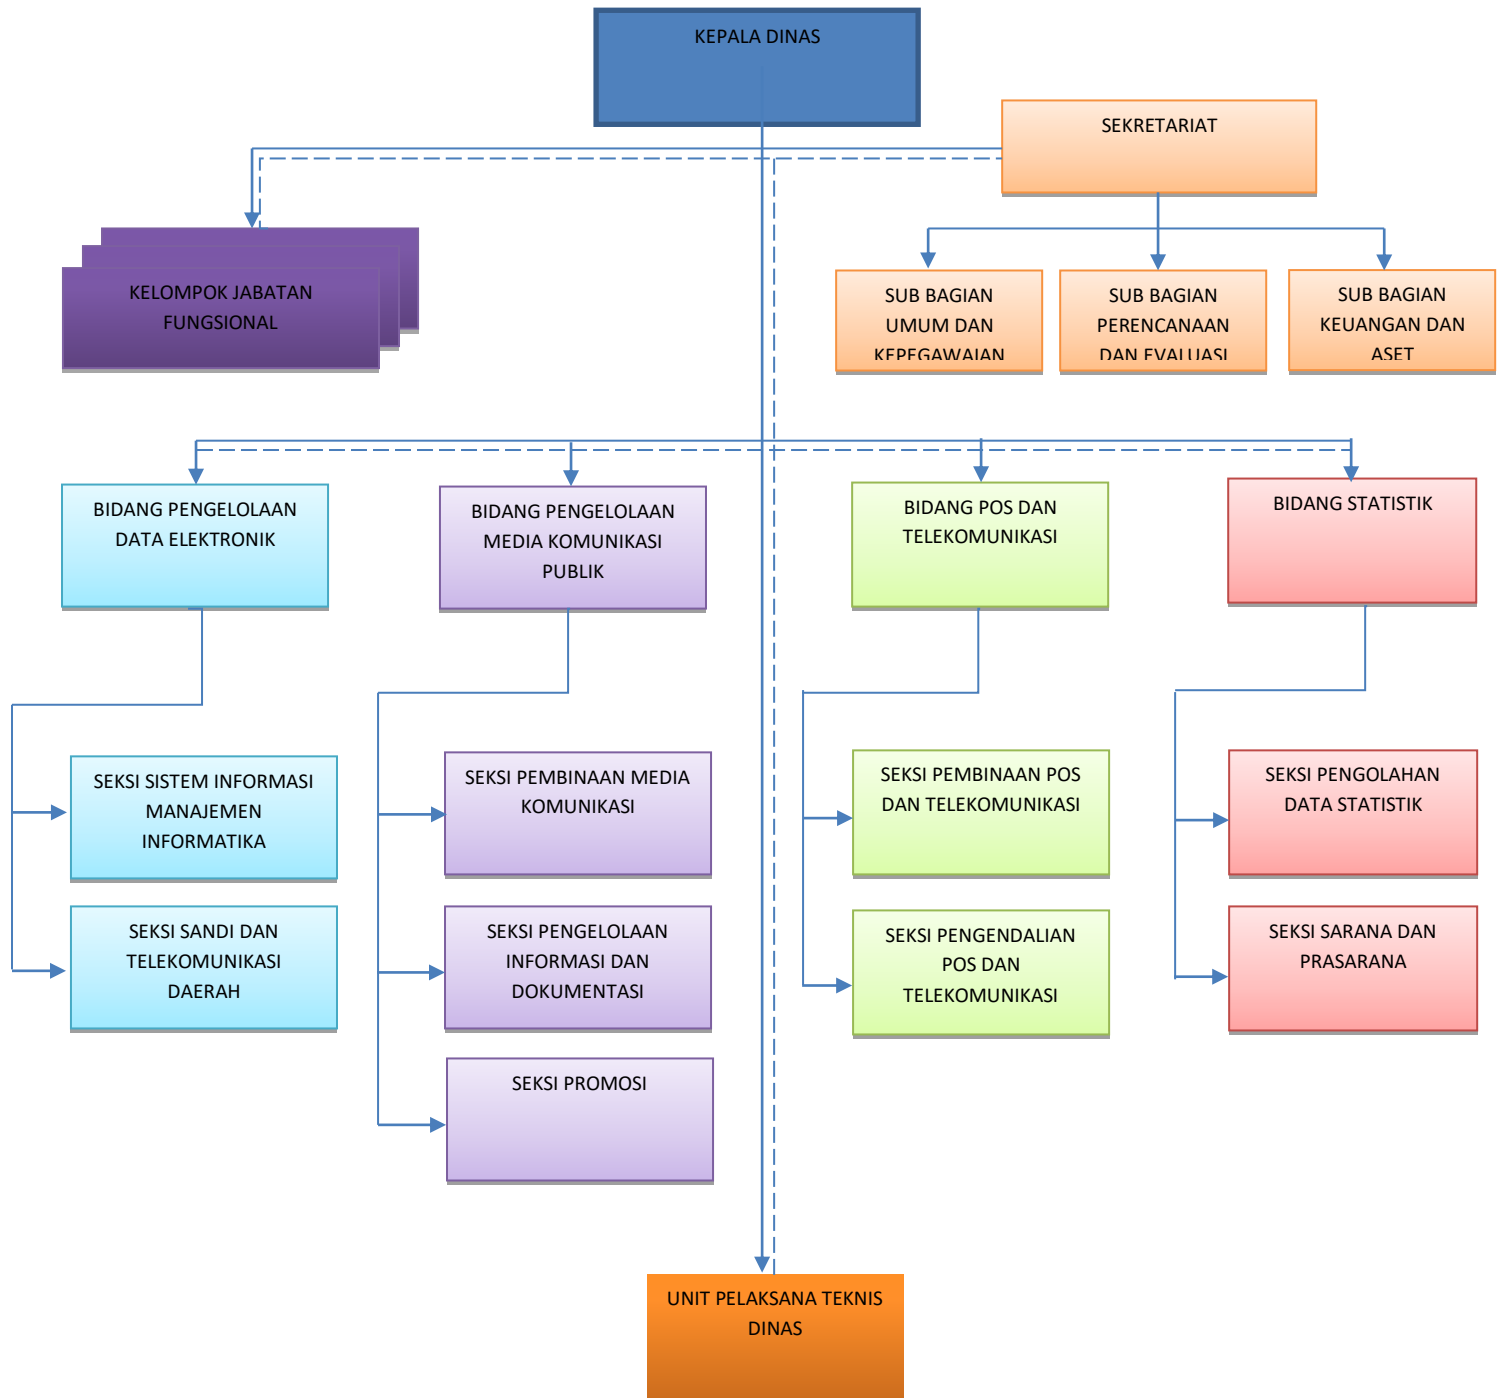 KEPALA DINAS
SEKRETARIAT
KELOMPOK JABATAN
FUNGSIONAL
SUB BAGIAN
UMUM DAN
KEPEGAWAIAN
SUB BAGIAN
PERENCANAAN
DAN EVALUASI
SUB BAGIAN
KEUANGAN DAN
ASET
BIDANG PENGELOLAAN
DATA ELEKTRONIK
BIDANG PENGELOLAAN
MEDIA KOMUNIKASI
PUBLIK
BIDANG POS DAN
TELEKOMUNIKASI
BIDANG STATISTIK
SEKSI SISTEM INFORMASI
MANAJEMEN
INFORMATIKA
SEKSI PEMBINAAN MEDIA
KOMUNIKASI
SEKSI PEMBINAAN POS
DAN TELEKOMUNIKASI
SEKSI PENGOLAHAN
DATA STATISTIK
SEKSI SANDI DAN
TELEKOMUNIKASI
DAERAH
SEKSI PENGELOLAAN
INFORMASI DAN
DOKUMENTASI
SEKSI PENGENDALIAN
POS DAN
TELEKOMUNIKASI
SEKSI SARANA DAN
PRASARANA
SEKSI PROMOSI
UNIT PELAKSANA TEKNIS
DINAS